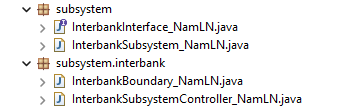 subsystem
InterbankInterface_NamLN.java
InterbankSubsystem_NamLN.java
subsystem.interbank
InterbankBoundary_NamLN.java
InterbankSubsystemController_NamLN.java